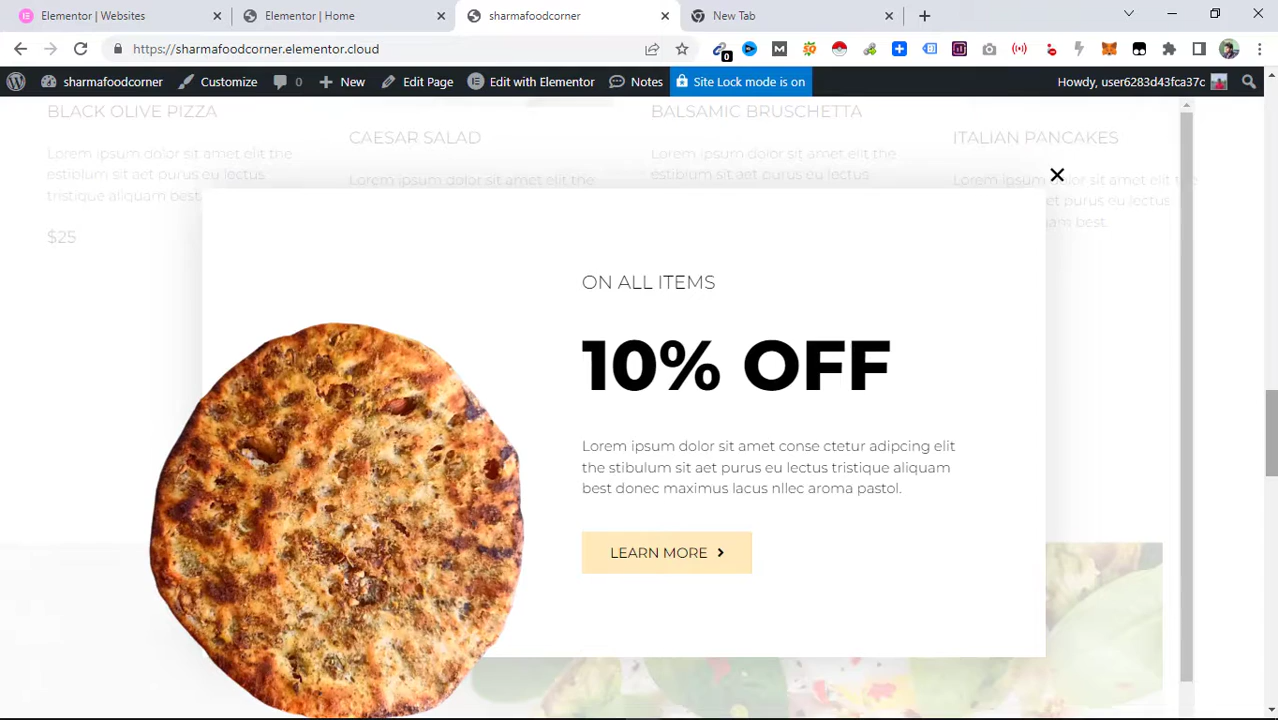 Elementor | Websites
Elementor | Home
sharmafoodcorner
New Tab
https://sharmafoodcorner.elementor.cloud
0
sharmafoodcorner
Customize
0
New
Edit Page
Edit with Elementor
Notes
Site Lock mode is on
Howdy, user6283d43fca37c
BLACK OLIVE PIZZA
Lorem ipsum dolor sit amet elit the
estibulum sit aet purus eu lectus
tristique aliquam best.
$25
CAESAR SALAD
Lorem ipsum dolor sit amet elit the
BALSAMIC BRUSCHETTA
Lorem ipsum dolor sit amet elit the
estibulum sit aet purus eu lectus
ITALIAN PANCAKES
Lorem ipsum dolor sit amet elit the
aet purus eu lectus
am best.
ON ALL ITEMS
10% OFF
Lorem ipsum dolor sit amet conse ctetur adipcing elit
the stibulum sit aet purus eu lectus tristique aliquam
best donec maximus lacus nllec aroma pastol.
LEARN MORE